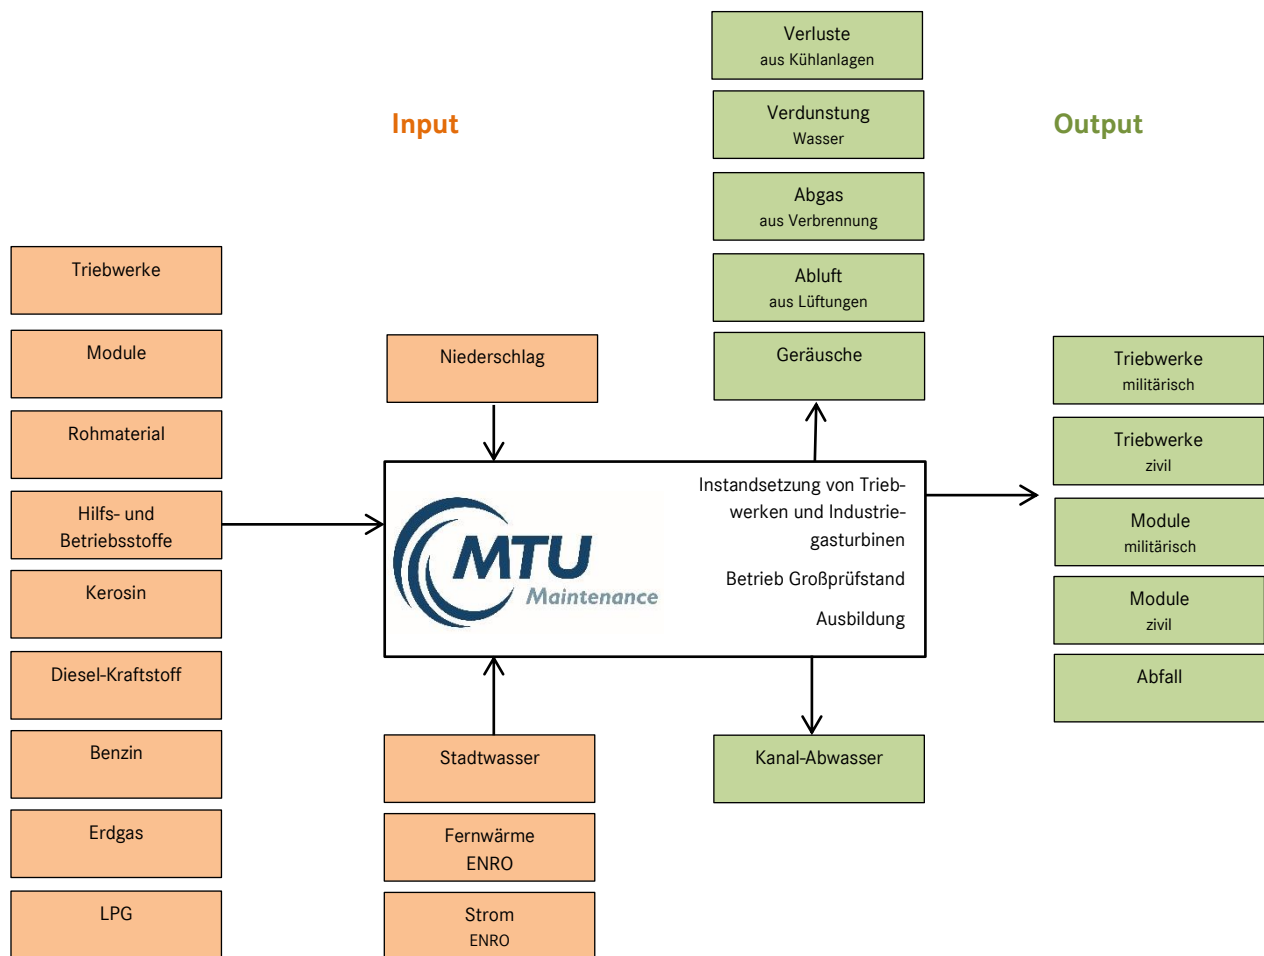 Input
Output
Triebwerke
Module
Rohmaterial
Hilfs- und
Betriebsstoffe
Kerosin
Diesel-Kraftstoff
Benzin
Erdgas
LPG
Niederschlag
MTU
Maintenance
Instandsetzung von Trieb-
werken und Industrie-
gasturbinen
Betrieb Großprüfstand
Ausbildung
Stadtwasser
Fernwärme
ENRO
Strom
ENRO
Verluste
aus Kühlanlagen
Verdunstung
Wasser
Abgas
aus Verbrennung
Abluft
aus Lüftungen
Geräusche
Kanal-Abwasser
Triebwerke
militärisch
Triebwerke
zivil
Module
militärisch
Module
zivil
Abfall